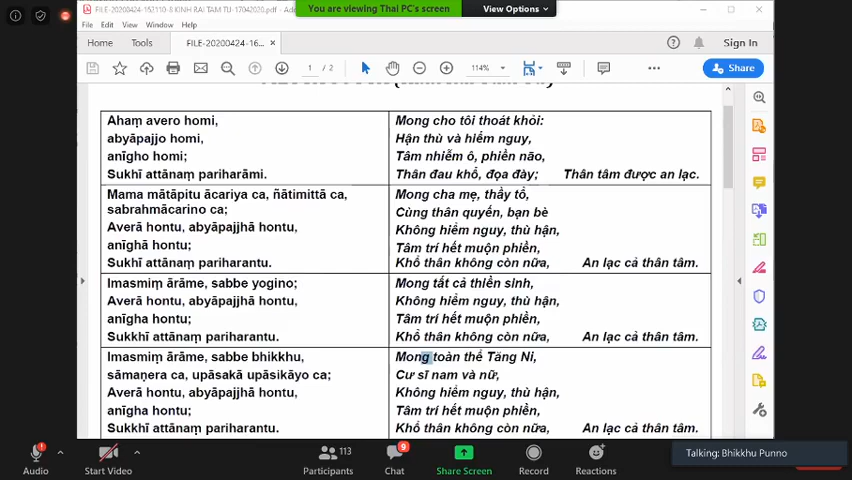 You are viewing Thai PC's screen
View Options
FILE-20200424-152110-8 KINH RAI TAM TU-17042020.pdf - Ad
File Edit View Window Help
Home Tools FILE-20200424-16... × Sign In
1 / 2 114% Share
Ahaṃ avero homi,
abyāpajjo homi,
anīgho homi;
Sukhī attānaṃ pariharāmi.
Mong cho tôi thoát khỏi:
Hận thù và hiểm nguy,
Tâm nhiễm ô, phiền não,
Thân đau khổ, đọa đày; Thân tâm được an lạc.
Mama mātāpitu ācariya ca, ñātimittā ca,
sabrahmacārino ca;
Averā hontu, abyāpajjhā hontu,
anīghā hontu;
Sukhī attānaṃ pariharantu.
Mong cha mẹ, thầy tổ,
Cùng thân quyến, bạn bè
Không hiểm nguy, thù hận,
Tâm trí hết muộn phiền,
Khổ thân không còn nữa, An lạc cả thân tâm.
Imasmiṃ ārāme, sabbe yogino;
Averā hontu, abyāpajjhā hontu,
anīgha hontu;
Sukkhī attānaṃ pariharantu.
Mong tất cả thiền sinh,
Không hiểm nguy, thù hận,
Tâm trí hết muộn phiền,
Khổ thân không còn nữa, An lạc cả thân tâm.
Imasmiṃ ārāme, sabbe bhikkhu,
sāmaṇera ca, upāsakā upāsikāyo ca;
Averā hontu, abyāpajjhā hontu,
anīgha hontu;
Sukkhī attānaṃ pariharantu.
Mong toàn thể Tăng Ni,
Cư sĩ nam và nữ,
Không hiểm nguy, thù hận,
Tâm trí hết muộn phiền,
Khổ thân không còn nữa, An lạc cả thân tâm.
113
9
Talking: Bhikkhu Punno
Audio Start Video Participants Chat Share Screen Record Reactions